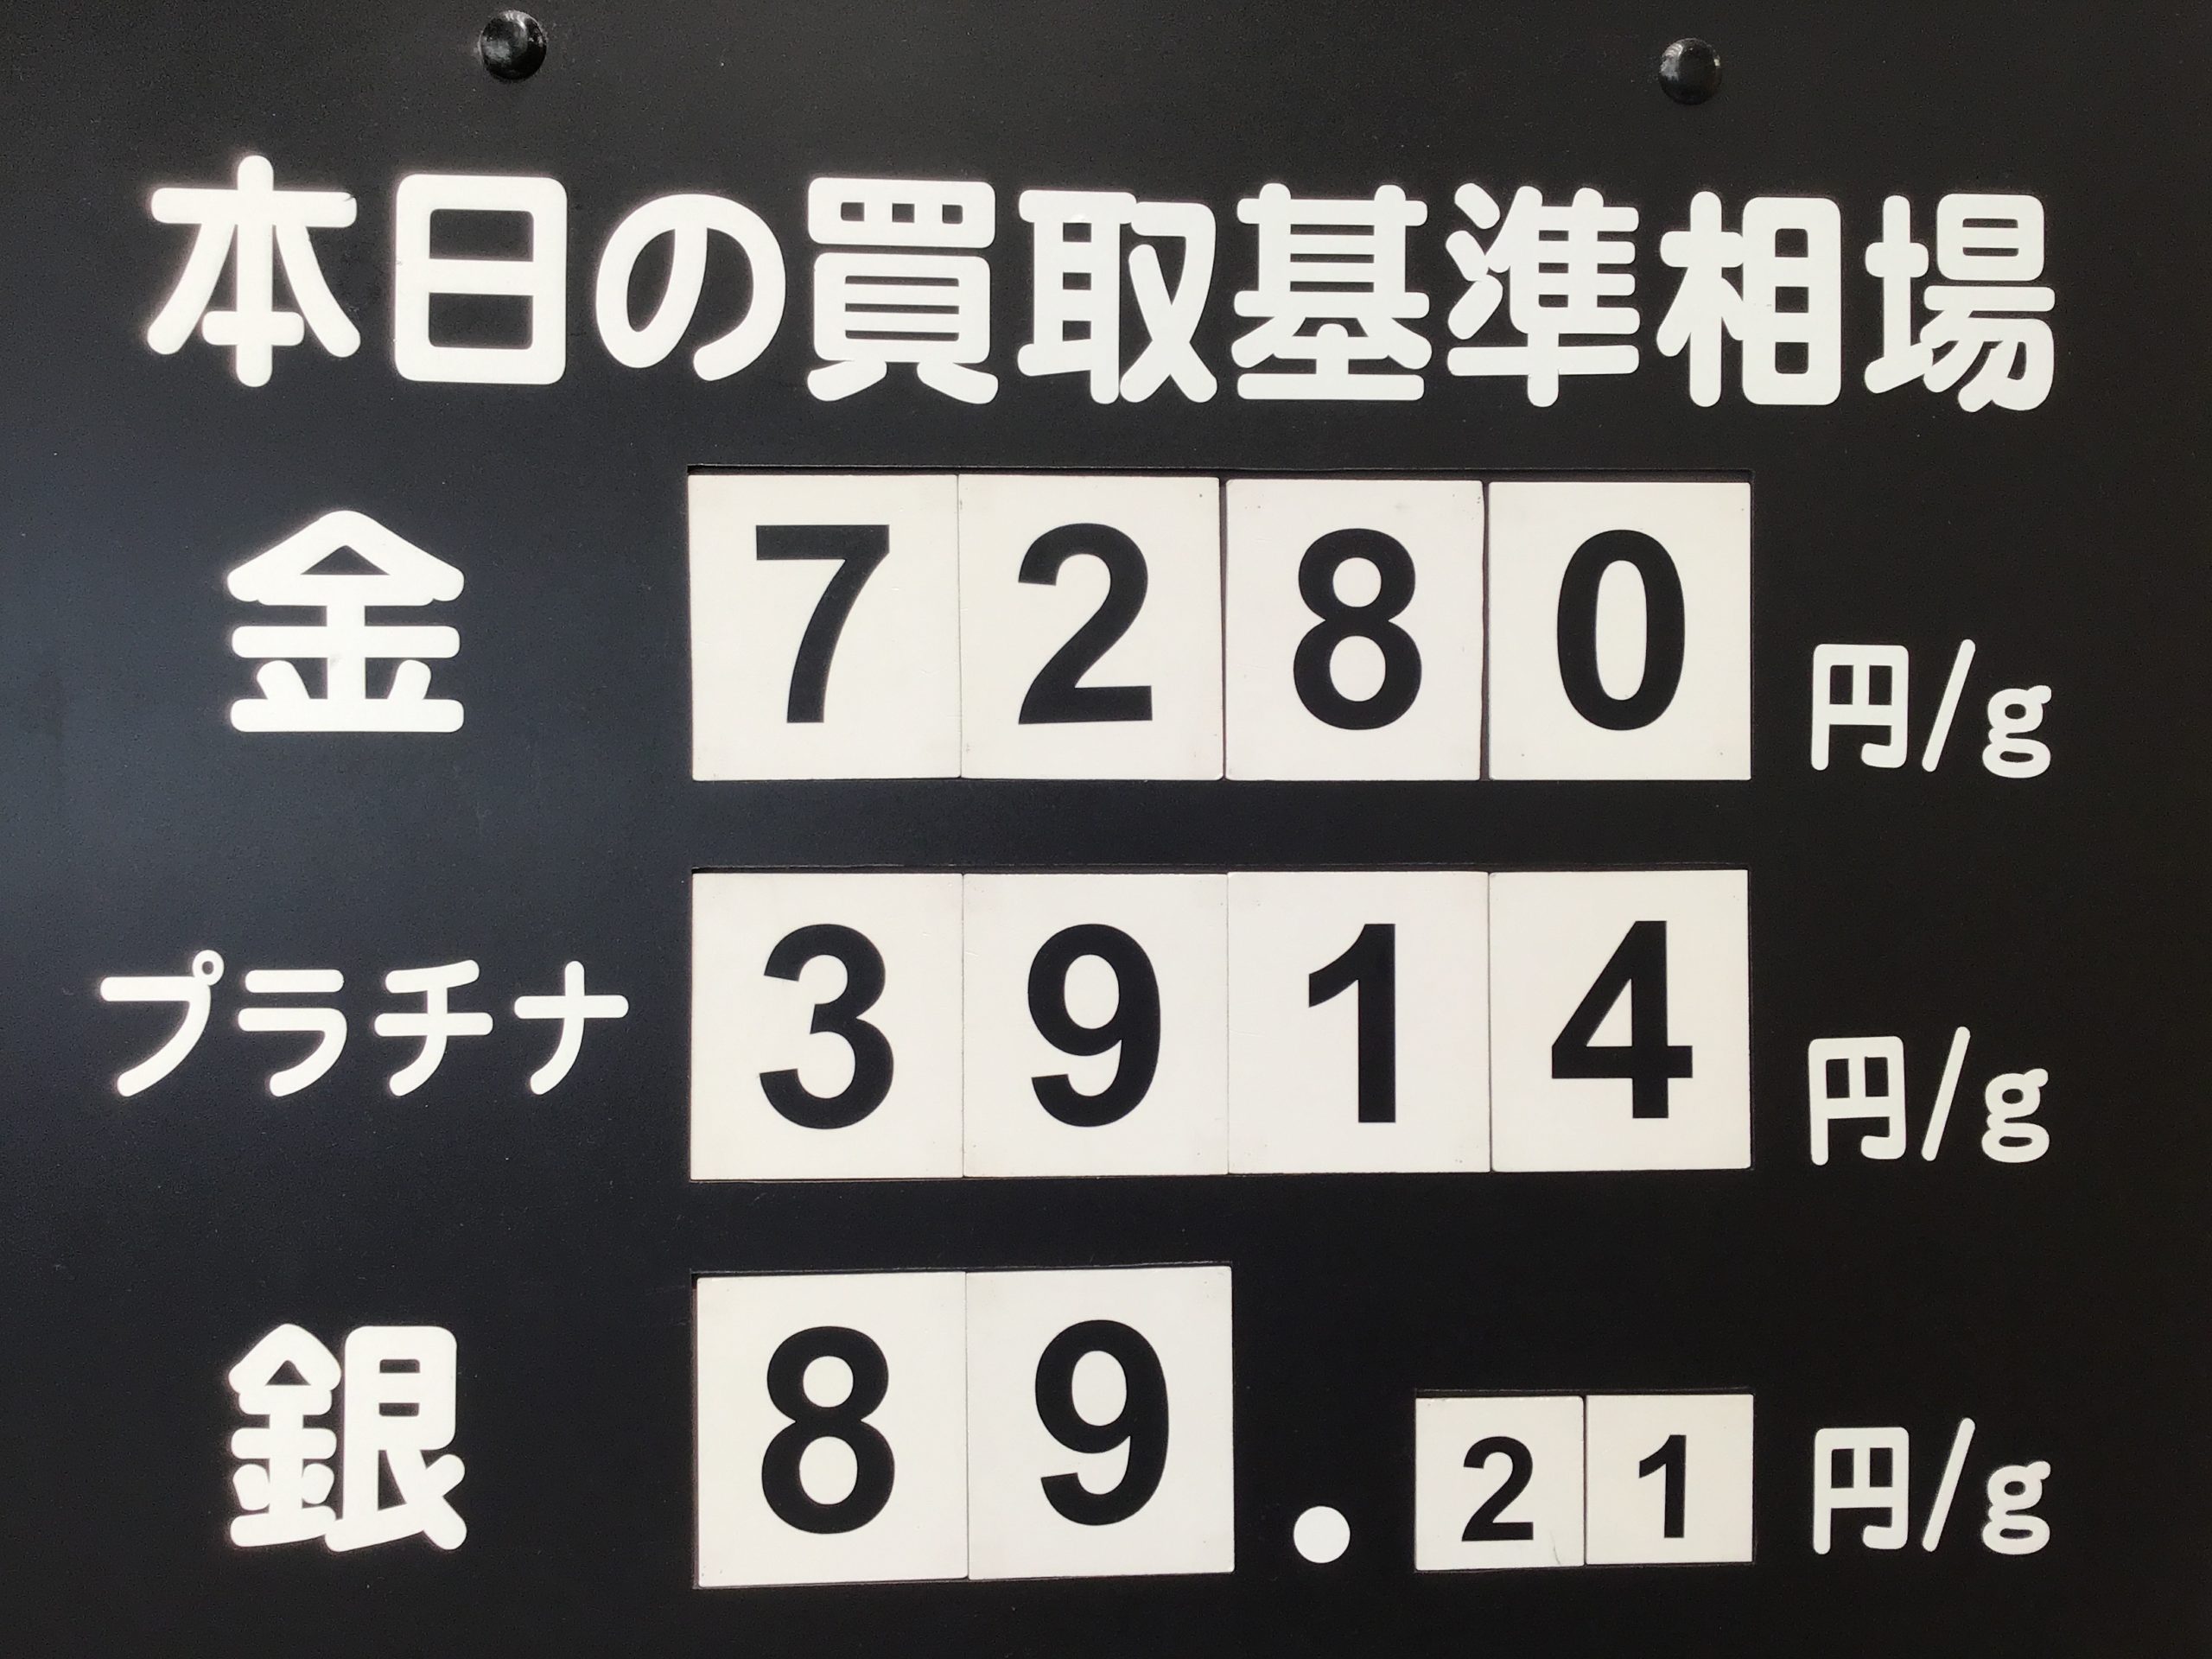 本日の買取基準相場
金 7280 円/g
プラチナ 3914 円/g
銀 89.21 円/g